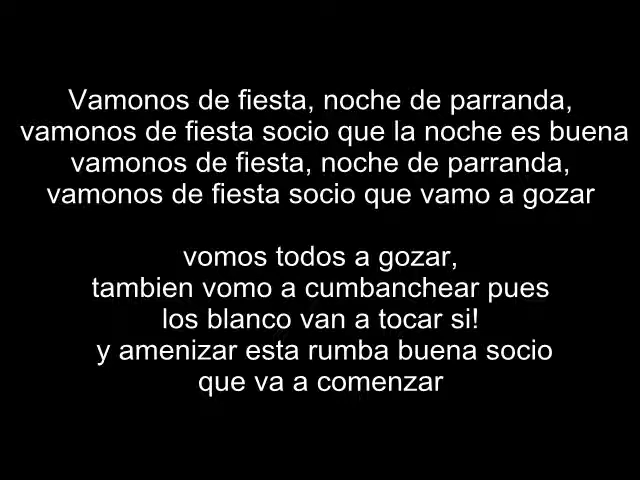 Vamonos de fiesta, noche de parranda,
vamonos de fiesta socio que la noche es buena
vamonos de fiesta, noche de parranda,
vamonos de fiesta socio que vamo a gozar
vomos todos a gozar,
tambien vomo a cumbanchear pues
los blanco van a tocar si!
y amenizar esta rumba buena socio
que va a comenzar